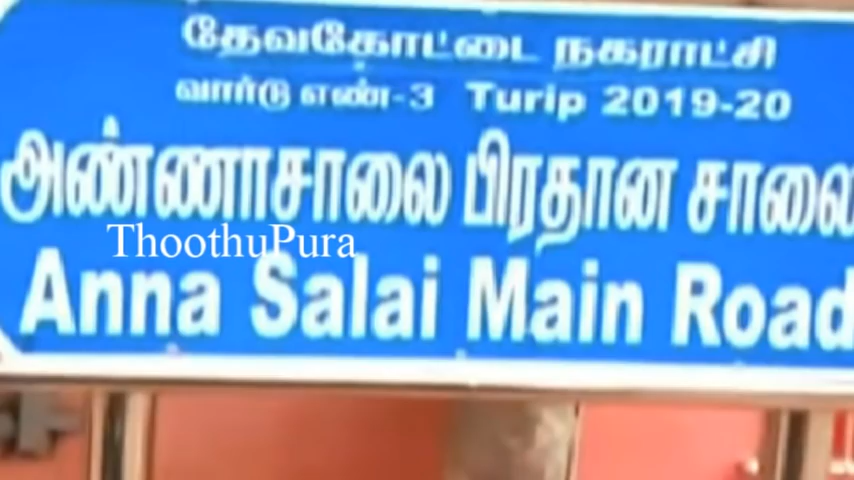 தேவகோட்டை நகராட்சி
வார்டு எண்-3 Turip 2019-20
அண்ணாசாலை பிரதான சாலை
ThoothuPura
Anna Salai Main Road